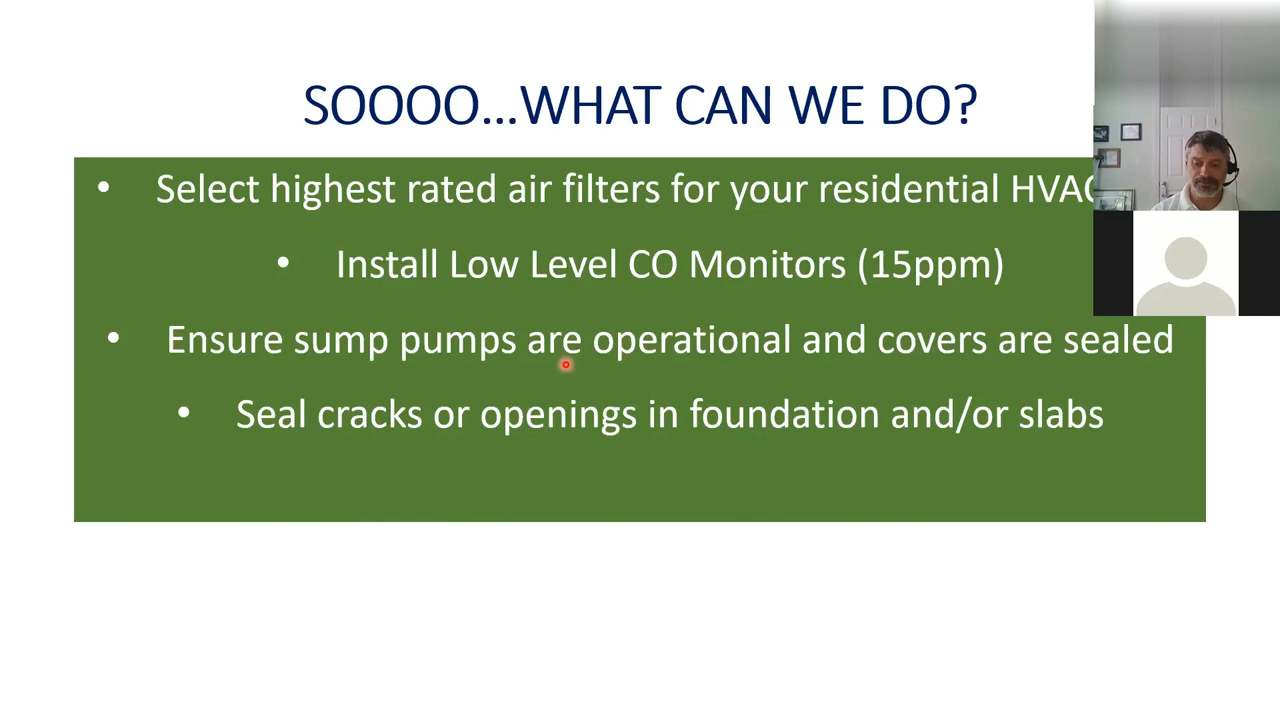 SOOOO...WHAT CAN WE DO?
• Select highest rated air filters for your residential HVAC
• Install Low Level CO Monitors (15ppm)
• Ensure sump pumps are operational and covers are sealed
• Seal cracks or openings in foundation and/or slabs